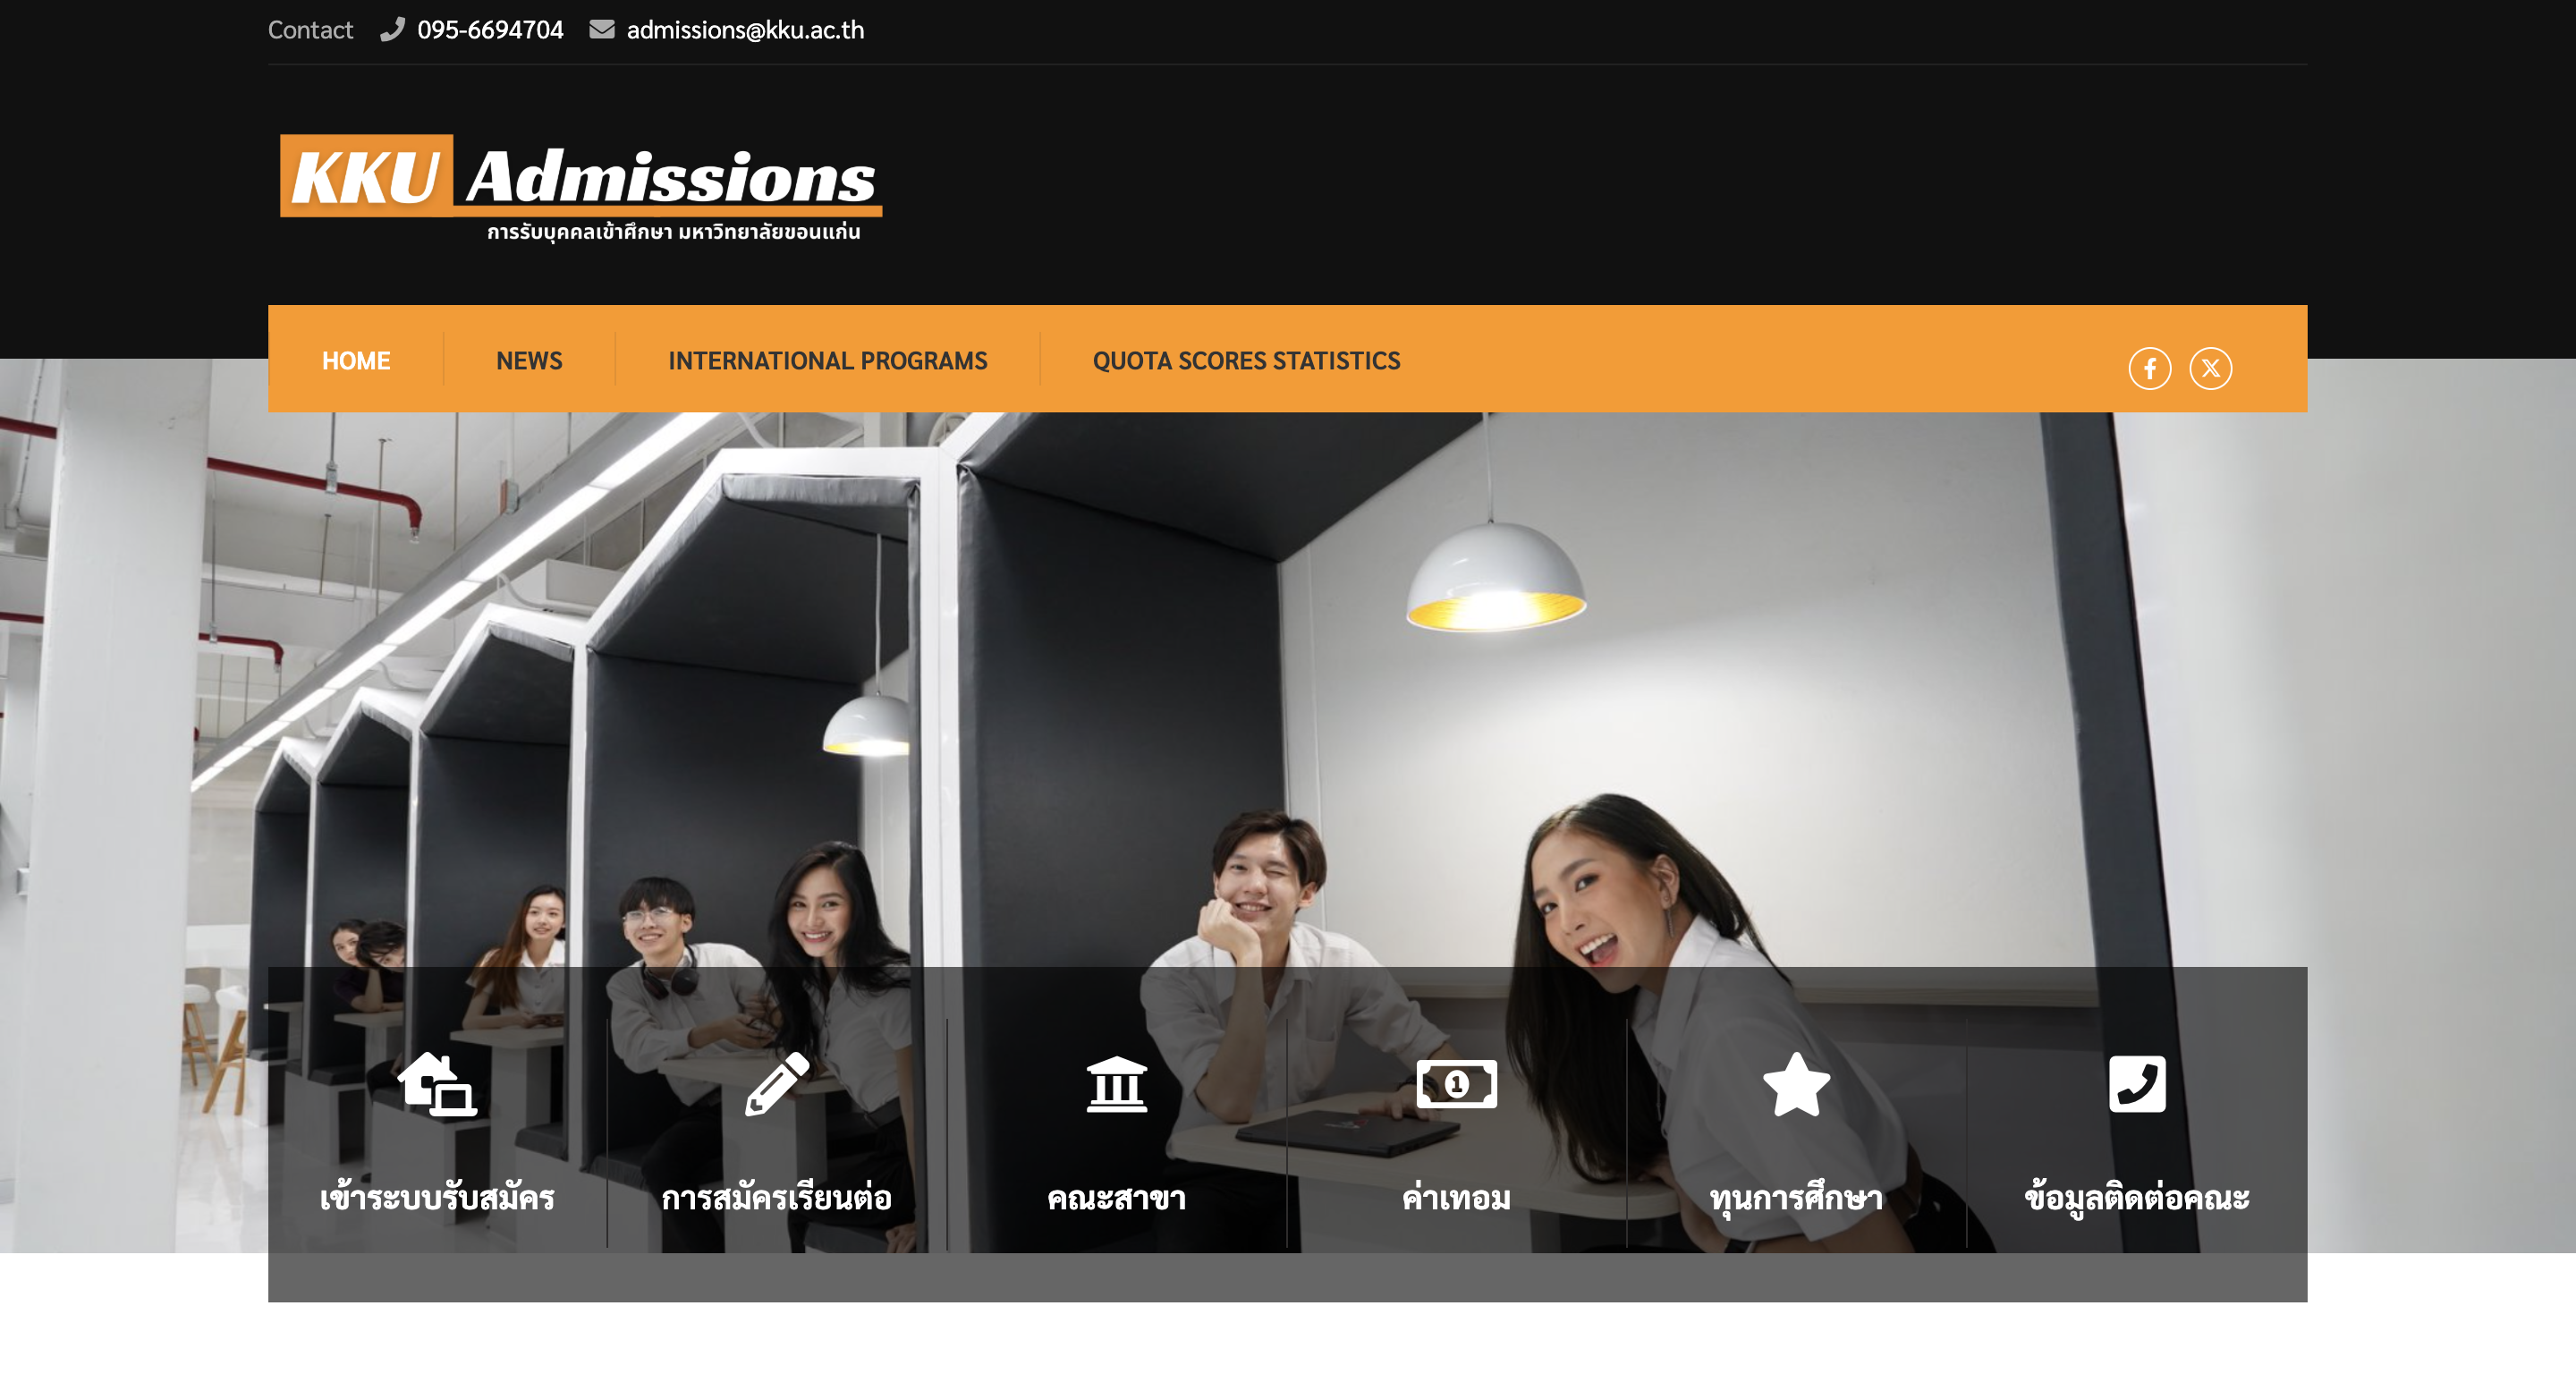 Contact 095-6694704 admissions@kku.ac.th
KKU Admissions
การรับบุคคลเข้าศึกษา มหาวิทยาลัยขอนแก่น
HOME NEWS INTERNATIONAL PROGRAMS QUOTA SCORES STATISTICS
เข้าระบบรับสมัคร การสมัครเรียนต่อ คณะสาขา ค่าเทอม ทุนการศึกษา ข้อมูลติดต่อคณะ